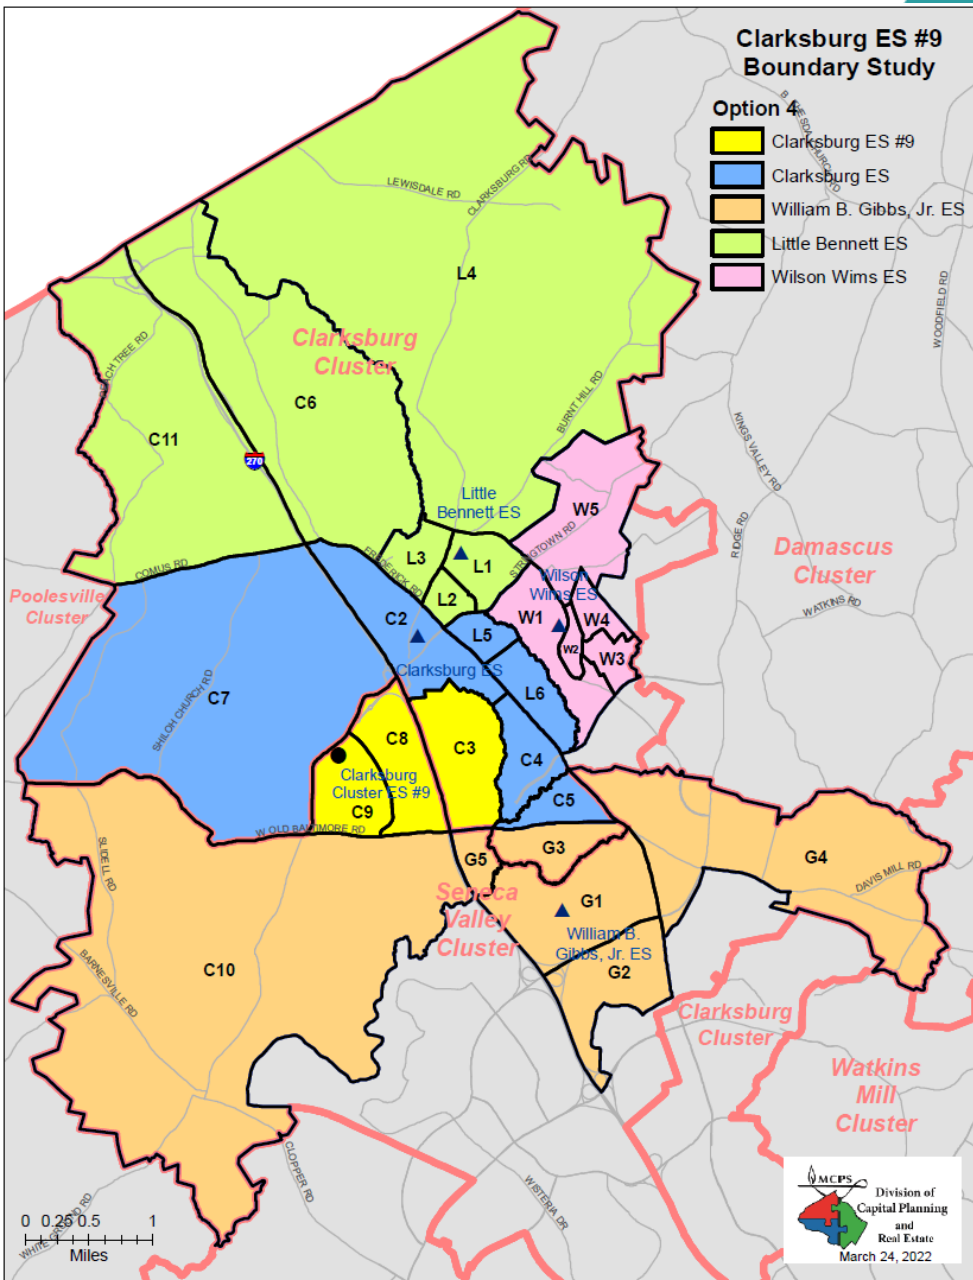 Clarksburg ES #9
Boundary Study
Option 4
Clarksburg ES #9
Clarksburg ES
William B. Gibbs, Jr. ES
Little Bennett ES
Wilson Wims ES
LEWISDALE RD
CLARKSBURG RD
WOODFIELD RD
L4
Clarksburg
Cluster
PEACH TREE RD
C6
BURNT HILL RD
C11
270
KINGS VALLEY RD
Little
Bennett ES
W5
RIDGE RD
STRINGTOWN RD
Damascus
Cluster
L3
L1
FREDERICK RD
COMUS RD
Wilson
Wims ES
Poolesville
Cluster
L2
WATKINS RD
C2
W1
W4
L5
W2
W3
Clarksburg ES
SHILOH CHURCH RD
C7
L6
C8
C3
C4
Clarksburg
Cluster ES #9
C9
C5
W OLD BALTIMORE RD
SLIDELL RD
G3
G4
G5
DAVIS MILL RD
Seneca
Valley
Cluster
G1
William B.
Gibbs, Jr. ES
C10
G2
BARNESVILLE RD
Clarksburg
Cluster
Watkins
Mill
Cluster
CLOPPER RD
WISTERIA DR
WHITE GROUND RD
0 0.25 0.5 1
Miles
MCPS
Division of
Capital Planning
and
Real Estate
March 24, 2022